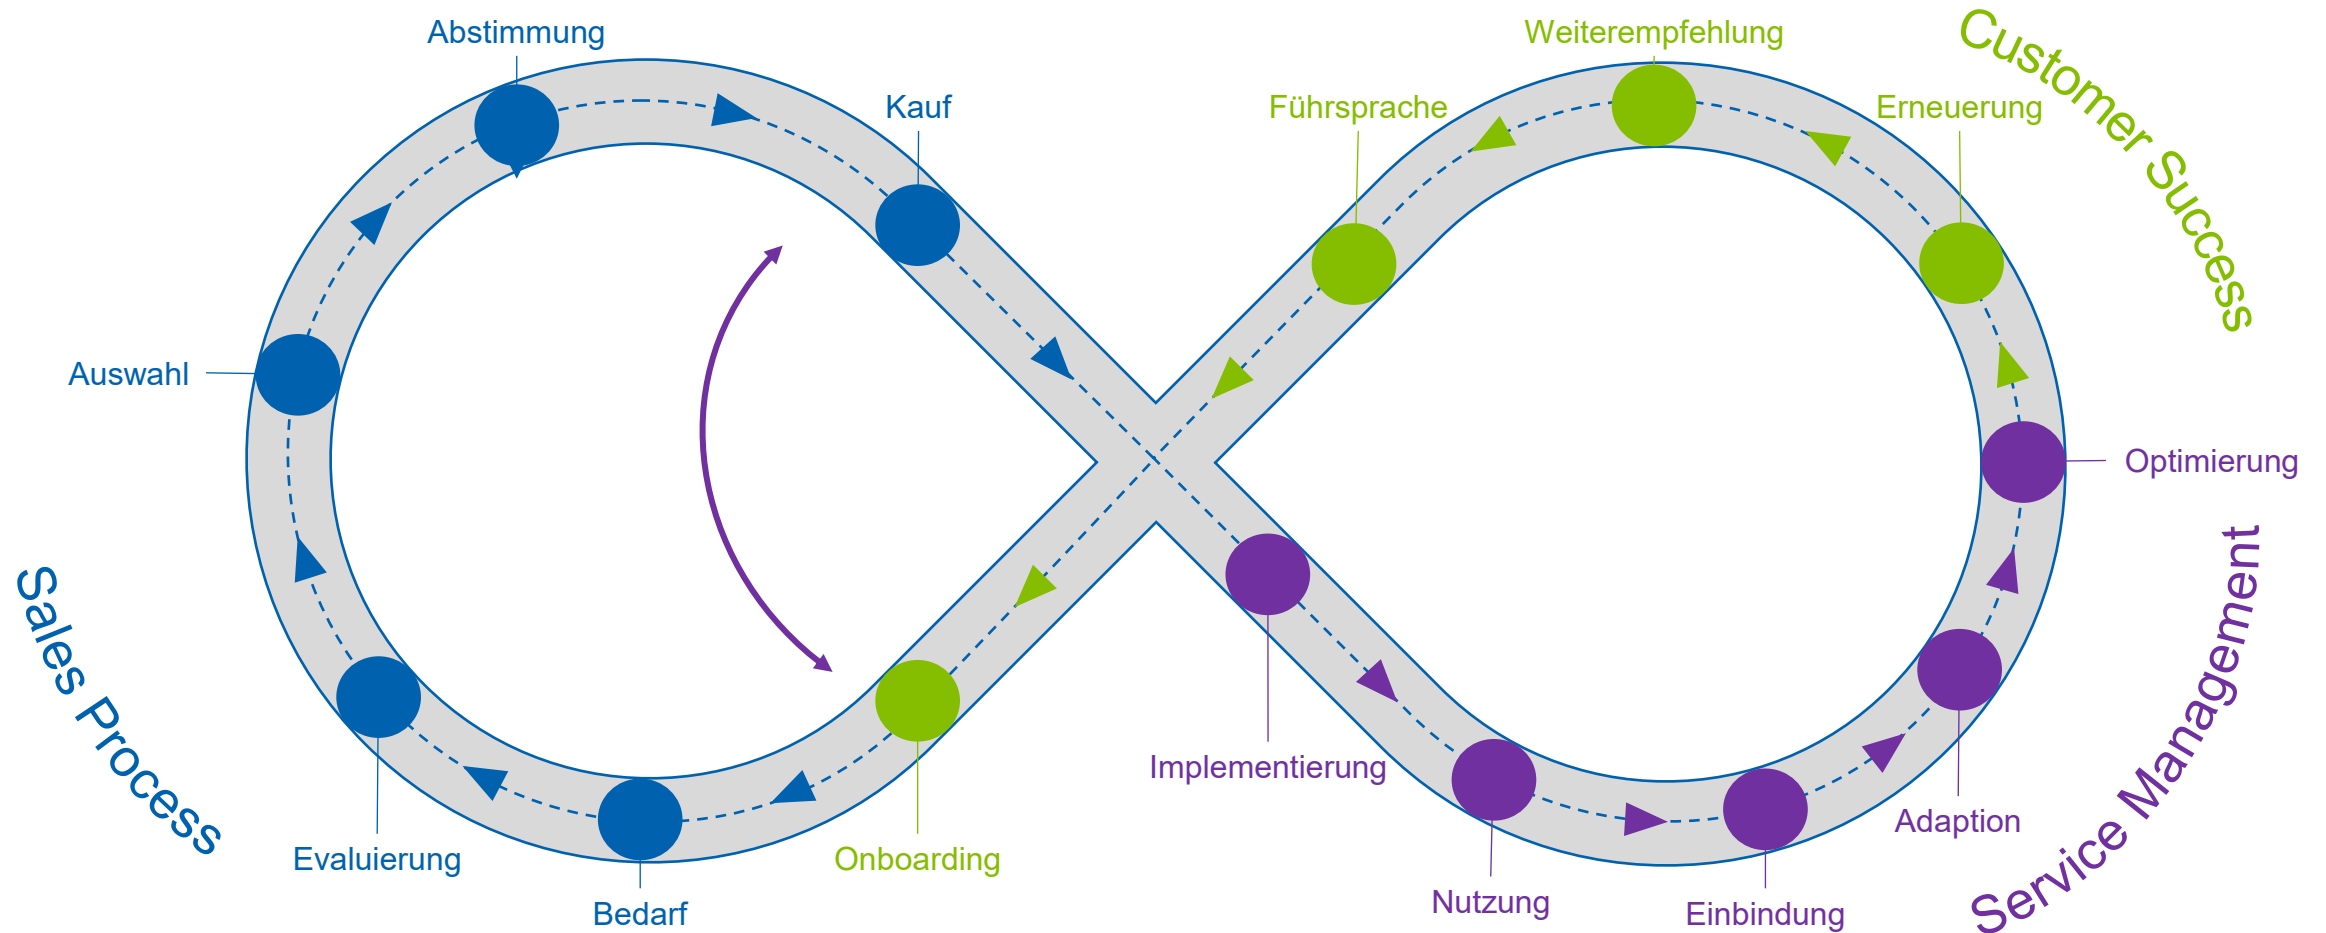 Abstimmung
Weiterempfehlung
Customer Success
Kauf
Führsprache
Erneuerung
Auswahl
Optimierung
Sales Process
Service Management
Implementierung
Adaption
Evaluierung
Onboarding
Nutzung
Bedarf
Einbindung